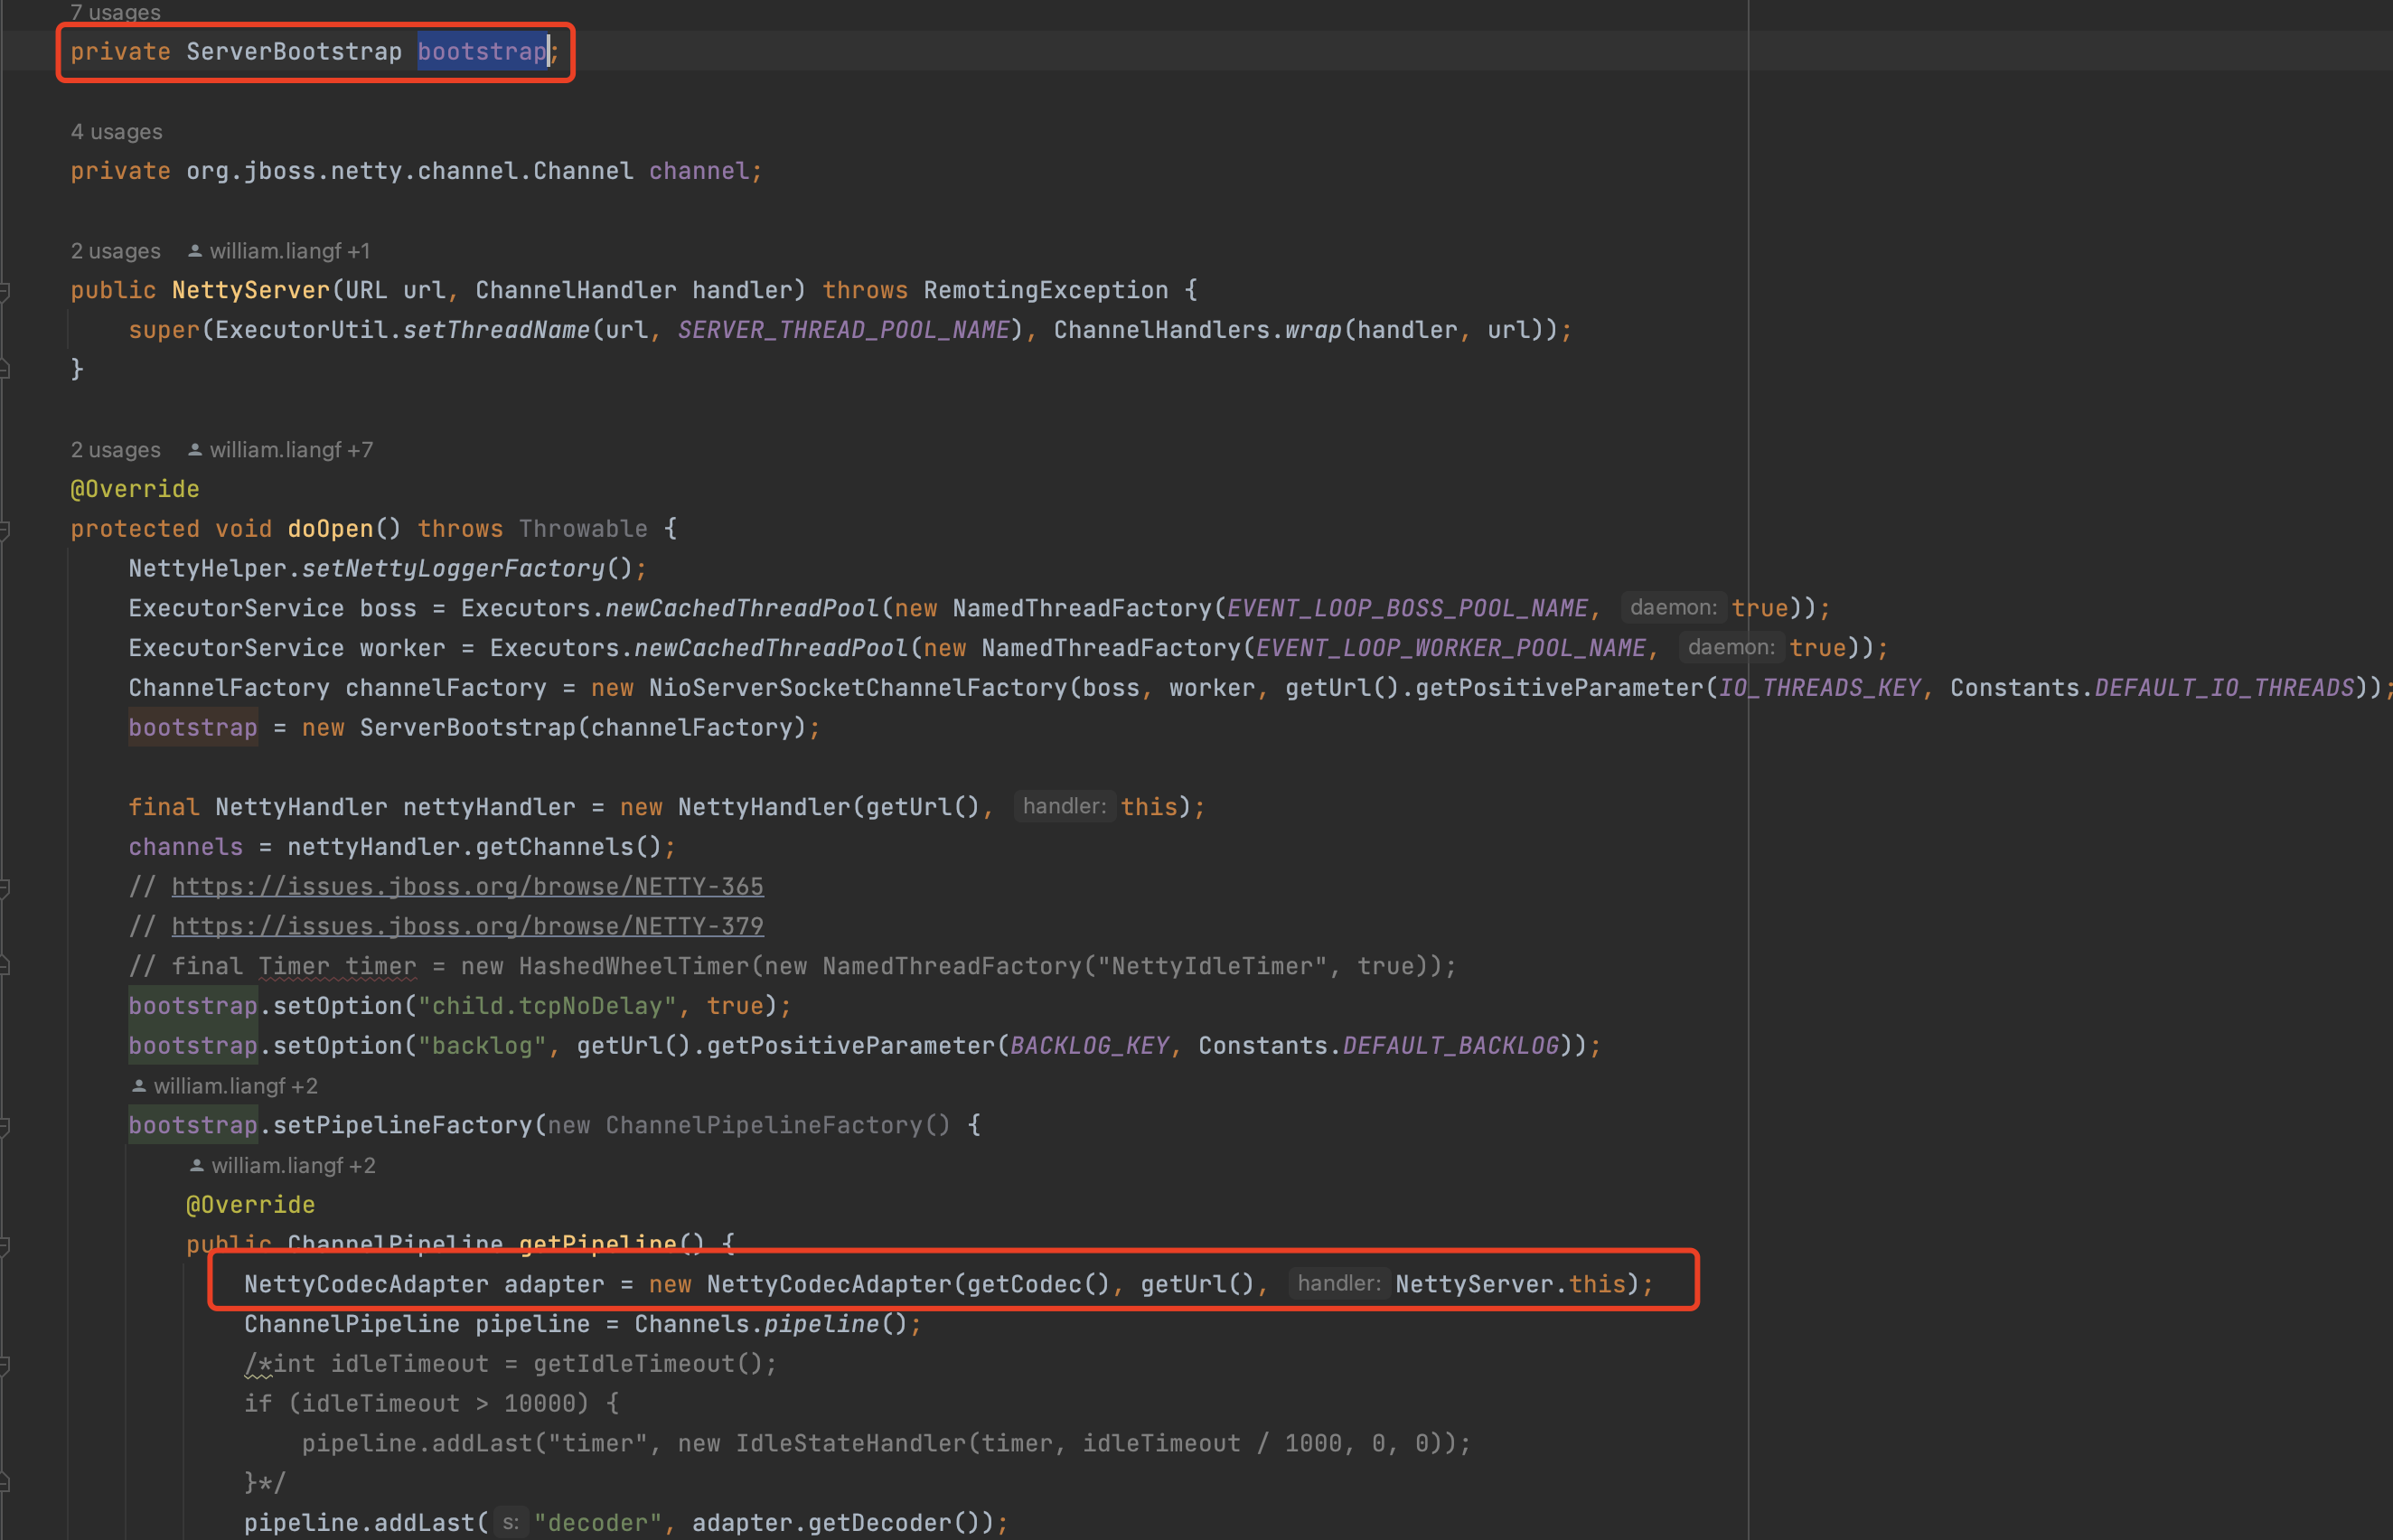 7 usages
private ServerBootstrap bootstrap;
4 usages
private org.jboss.netty.channel.Channel channel;
2 usages william.liangf +1
public NettyServer(URL url, ChannelHandler handler) throws RemotingException {
super(ExecutorUtil.setThreadName(url, SERVER_THREAD_POOL_NAME), ChannelHandlers.wrap(handler, url));
}
2 usages william.liangf +7
@Override
protected void doOpen() throws Throwable {
NettyHelper.setNettyLoggerFactory();
ExecutorService boss = Executors.newCachedThreadPool(new NamedThreadFactory(EVENT_LOOP_BOSS_POOL_NAME, daemon: true));
ExecutorService worker = Executors.newCachedThreadPool(new NamedThreadFactory(EVENT_LOOP_WORKER_POOL_NAME, daemon: true));
ChannelFactory channelFactory = new NioServerSocketChannelFactory(boss, worker, getUrl().getPositiveParameter(IO_THREADS_KEY, Constants.DEFAULT_IO_THREADS));
bootstrap = new ServerBootstrap(channelFactory);
final NettyHandler nettyHandler = new NettyHandler(getUrl(), handler: this);
channels = nettyHandler.getChannels();
// https://issues.jboss.org/browse/NETTY-365
// https://issues.jboss.org/browse/NETTY-379
// final Timer timer = new HashedWheelTimer(new NamedThreadFactory("NettyIdleTimer", true));
bootstrap.setOption("child.tcpNoDelay", true);
bootstrap.setOption("backlog", getUrl().getPositiveParameter(BACKLOG_KEY, Constants.DEFAULT_BACKLOG));
william.liangf +2
bootstrap.setPipelineFactory(new ChannelPipelineFactory() {
william.liangf +2
@Override
public ChannelPipeline getPipeline() {
NettyCodecAdapter adapter = new NettyCodecAdapter(getCodec(), getUrl(), handler: NettyServer.this);
ChannelPipeline pipeline = Channels.pipeline();
/*int idleTimeout = getIdleTimeout();
if (idleTimeout > 10000) {
pipeline.addLast("timer", new IdleStateHandler(timer, idleTimeout / 1000, 0, 0));
}*/
pipeline.addLast( s: "decoder", adapter.getDecoder());